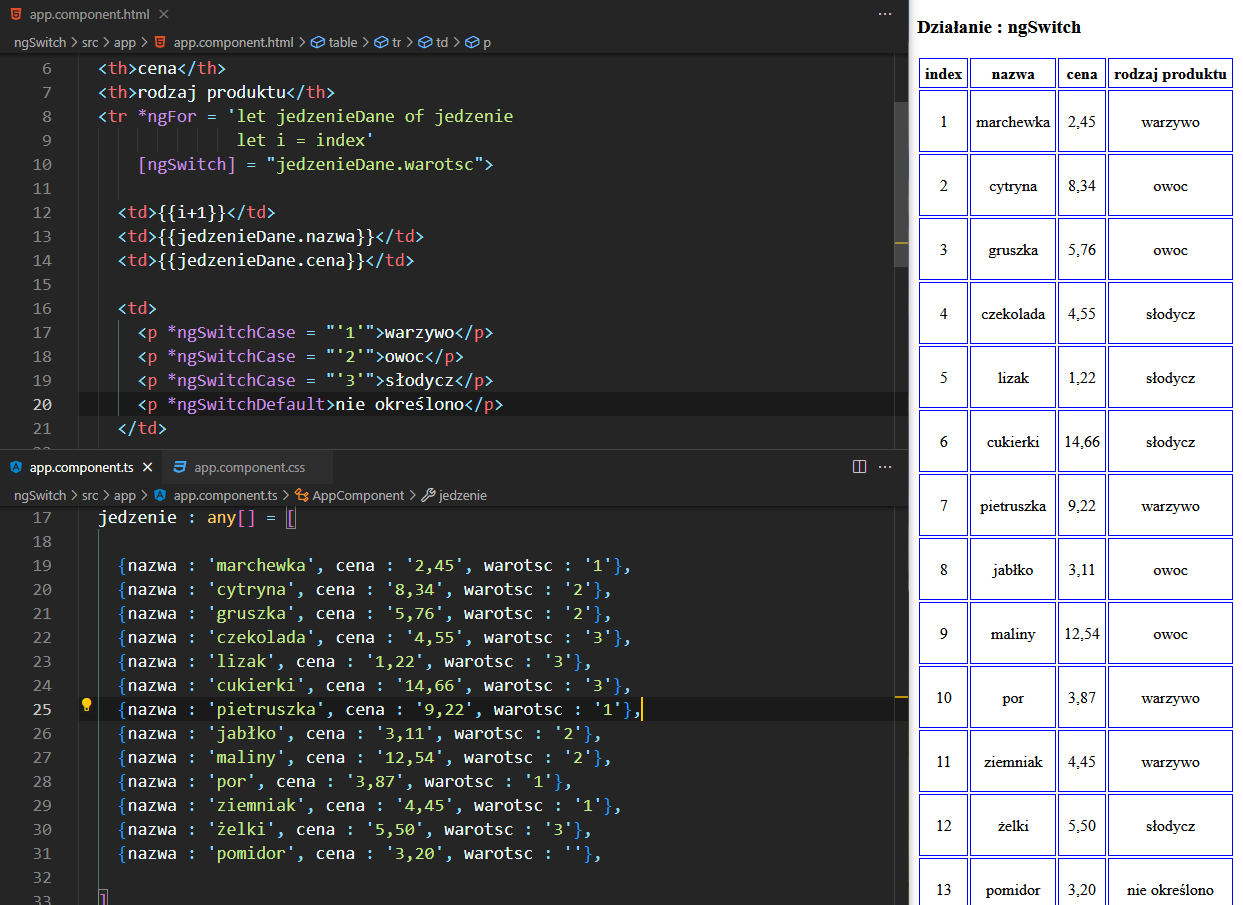 app.component.html
ngSwitch > src > app > app.component.html > table > tr > td > p
6 <th>cena</th>
7 <th>rodzaj produktu</th>
8 <tr *ngFor = 'let jedzenieDane of jedzenie
9 let i = index'
10 [ngSwitch] = "jedzenieDane.warotsc">
11
12 <td>{{i+1}}</td>
13 <td>{{jedzenieDane.nazwa}}</td>
14 <td>{{jedzenieDane.cena}}</td>
15
16 <td>
17 <p *ngSwitchCase = "'1'">warzywo</p>
18 <p *ngSwitchCase = "'2'">owoc</p>
19 <p *ngSwitchCase = "'3'">słodycz</p>
20 <p *ngSwitchDefault>nie określono</p>
21 </td>
app.component.ts app.component.css
ngSwitch > src > app > app.component.ts > AppComponent > jedzenie
17 jedzenie : any[] = [
18
19 {nazwa : 'marchewka', cena : '2,45', warotsc : '1'},
20 {nazwa : 'cytryna', cena : '8,34', warotsc : '2'},
21 {nazwa : 'gruszka', cena : '5,76', warotsc : '2'},
22 {nazwa : 'czekolada', cena : '4,55', warotsc : '3'},
23 {nazwa : 'lizak', cena : '1,22', warotsc : '3'},
24 {nazwa : 'cukierki', cena : '14,66', warotsc : '3'},
25 {nazwa : 'pietruszka', cena : '9,22', warotsc : '1'},
26 {nazwa : 'jabłko', cena : '3,11', warotsc : '2'},
27 {nazwa : 'maliny', cena : '12,54', warotsc : '2'},
28 {nazwa : 'por', cena : '3,87', warotsc : '1'},
29 {nazwa : 'ziemniak', cena : '4,45', warotsc : '1'},
30 {nazwa : 'żelki', cena : '5,50', warotsc : '3'},
31 {nazwa : 'pomidor', cena : '3,20', warotsc : ''},
32
33 ]
Działanie : ngSwitch
index nazwa cena rodzaj produktu
1 marchewka 2,45 warzywo
2 cytryna 8,34 owoc
3 gruszka 5,76 owoc
4 czekolada 4,55 słodycz
5 lizak 1,22 słodycz
6 cukierki 14,66 słodycz
7 pietruszka 9,22 warzywo
8 jabłko 3,11 owoc
9 maliny 12,54 owoc
10 por 3,87 warzywo
11 ziemniak 4,45 warzywo
12 żelki 5,50 słodycz
13 pomidor 3,20 nie określono